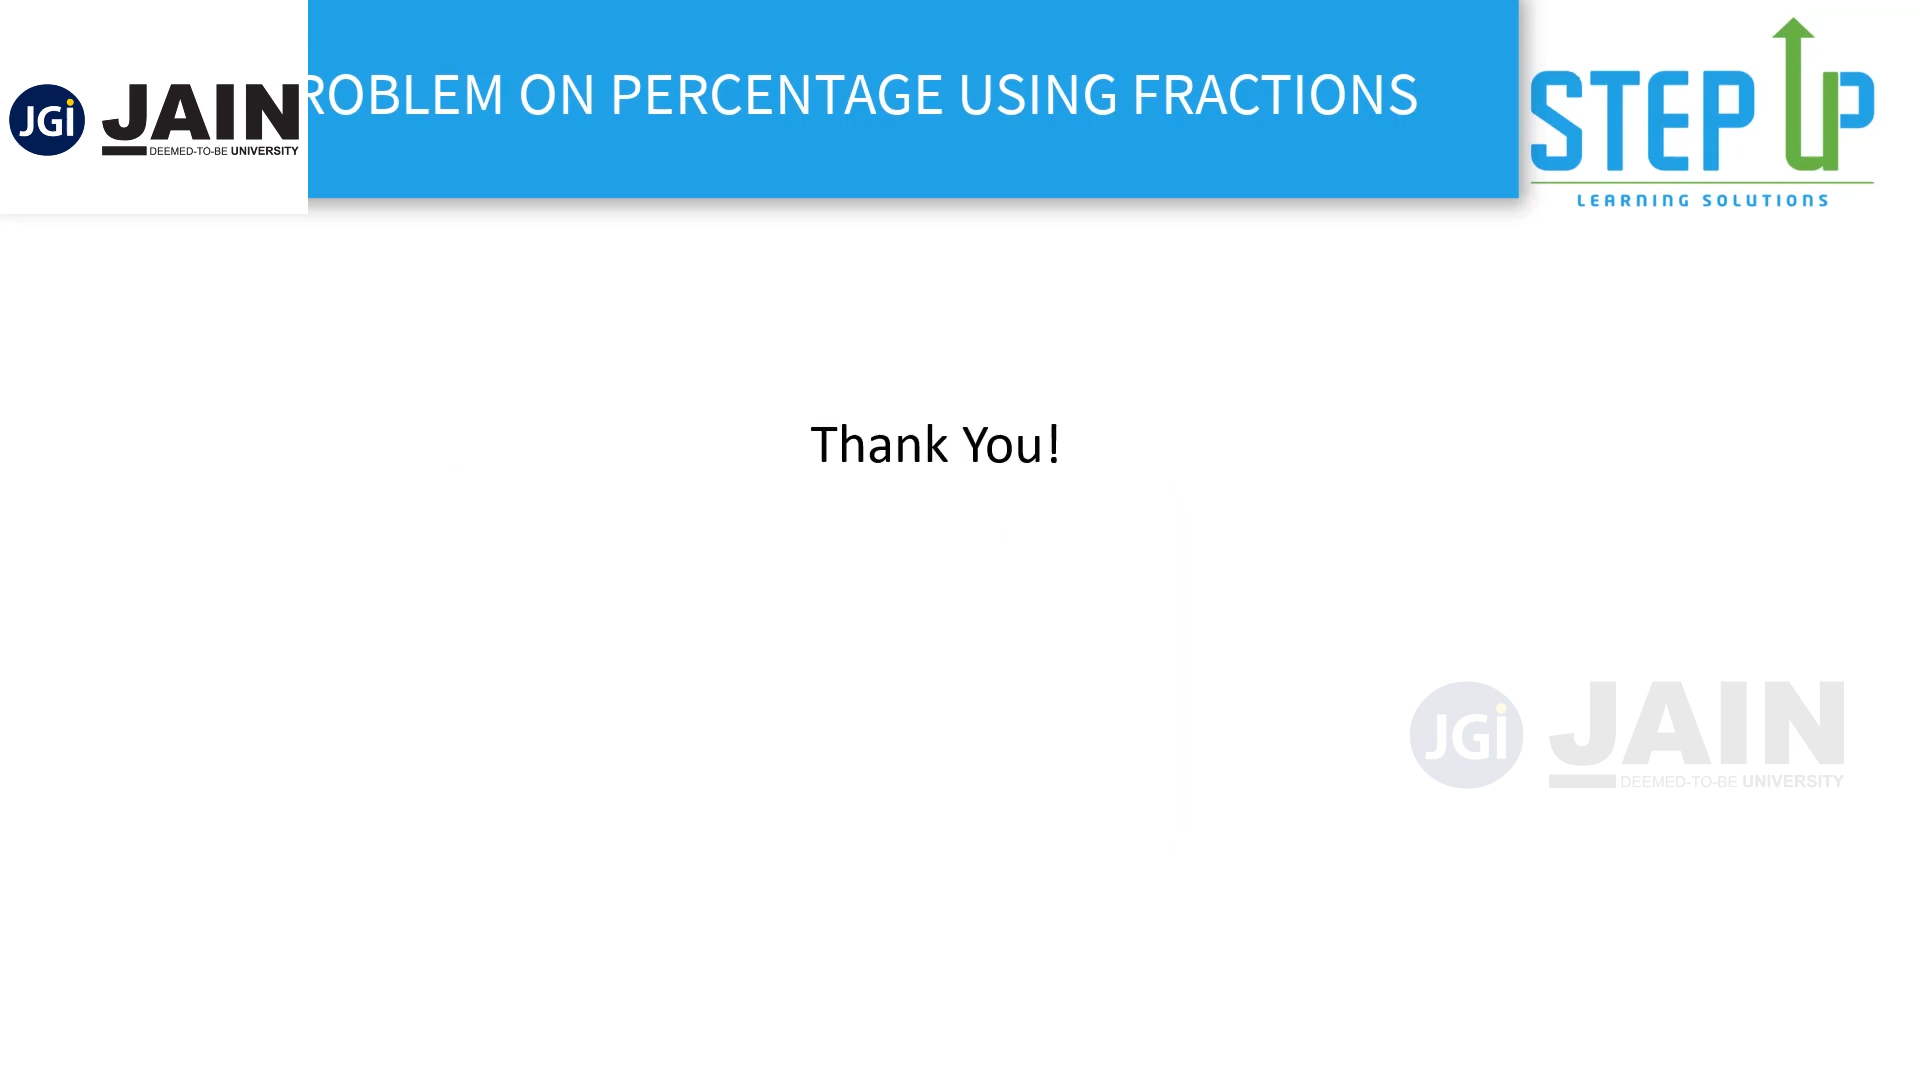 JGi JAIN
DEEMED-TO-BE UNIVERSITY
ROBLEM ON PERCENTAGE USING FRACTIONS
STEP UP
LEARNING SOLUTIONS
Thank You!
JGi JAIN
DEEMED-TO-BE UNIVERSITY